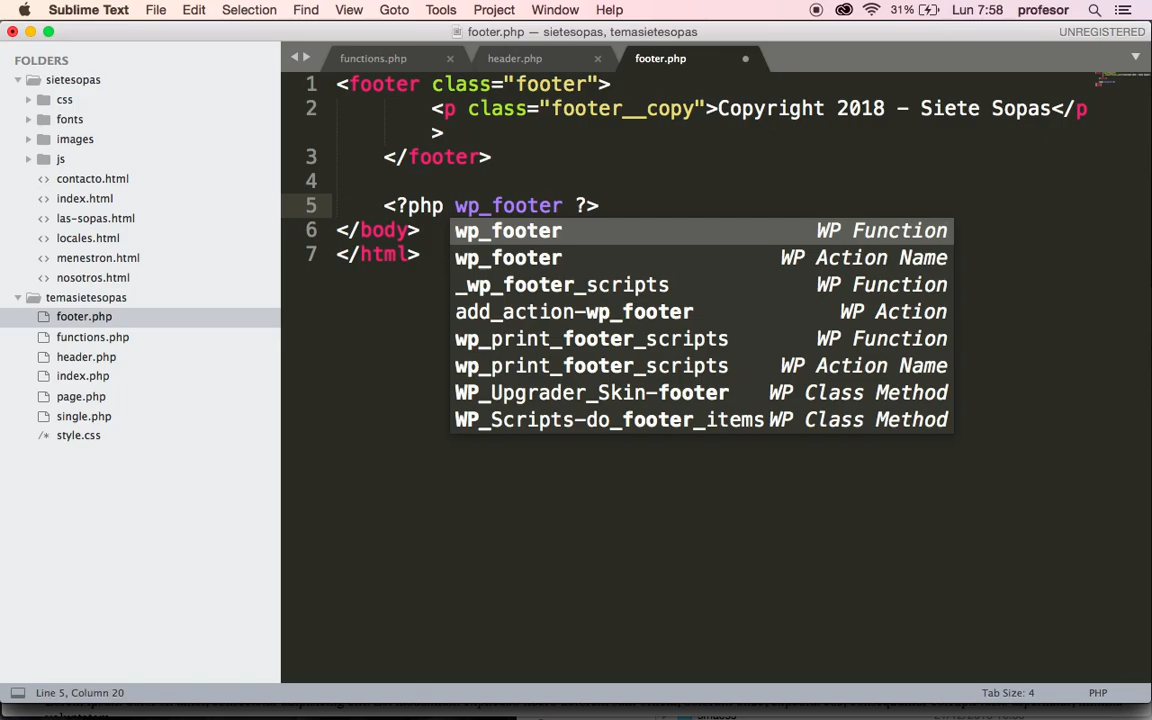 Sublime Text File Edit Selection Find View Goto Tools Project Window Help 31% Lun 7:58 profesor
footer.php — sietesopas, temasietesopas UNREGISTERED
FOLDERS
sietesopas
css
fonts
images
js
<> contacto.html
<> index.html
<> las-sopas.html
<> locales.html
<> menestron.html
<> nosotros.html
temasietesopas
footer.php
functions.php
header.php
index.php
page.php
single.php
/* style.css
functions.php × header.php × footer.php
1 <footer class="footer">
2 <p class="footer__copy">Copyright 2018 - Siete Sopas</p
>
3 </footer>
4
5 <?php wp_footer ?>
6 </body>
7 </html>
wp_footer WP Function
wp_footer WP Action Name
_wp_footer_scripts WP Function
add_action-wp_footer WP Action
wp_print_footer_scripts WP Function
wp_print_footer_scripts WP Action Name
WP_Upgrader_Skin-footer WP Class Method
WP_Scripts-do_footer_items WP Class Method
Line 5, Column 20 Tab Size: 4 PHP